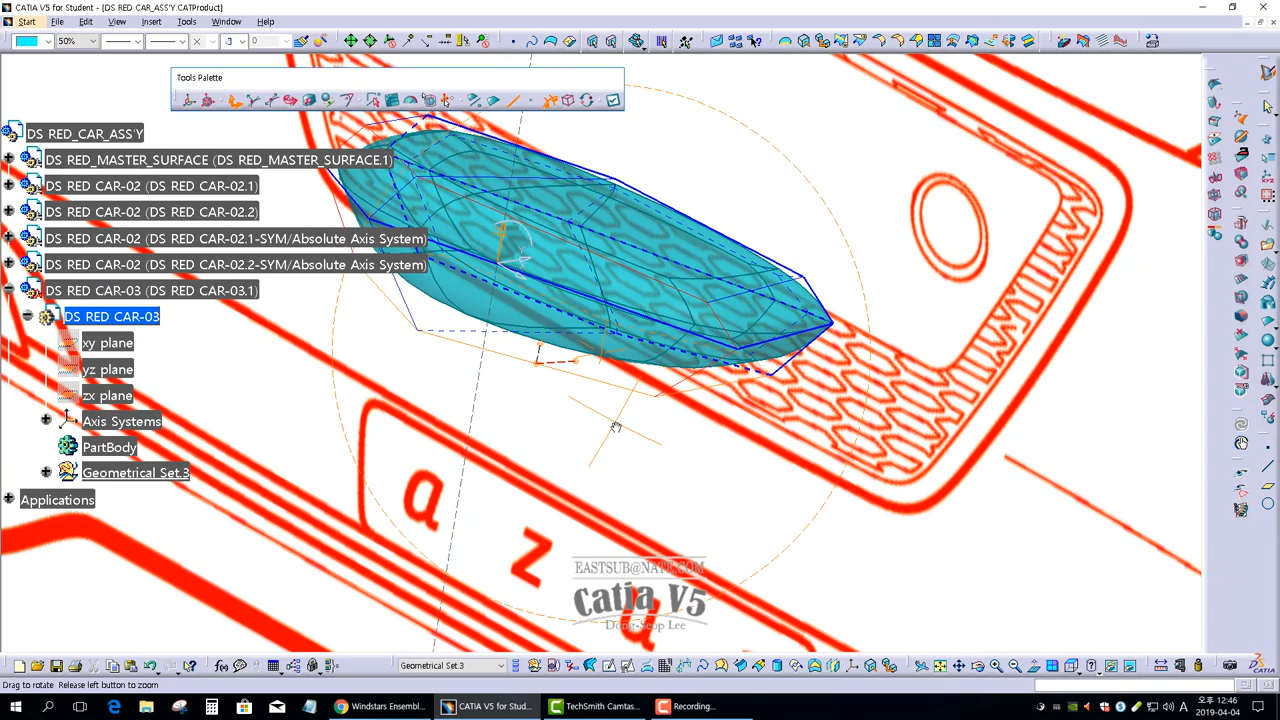 CATIA V5 for Student - [DS RED CAR_ASS'Y.CATProduct]
Start File Edit View Insert Tools Window Help
50%
0
Tools Palette
DS RED_CAR_ASS'Y
DS RED_MASTER_SURFACE (DS RED_MASTER_SURFACE.1)
DS RED CAR-02 (DS RED CAR-02.1)
DS RED CAR-02 (DS RED CAR-02.2)
DS RED CAR-02 (DS RED CAR-02.1-SYM/Absolute Axis System)
DS RED CAR-02 (DS RED CAR-02.2-SYM/Absolute Axis System)
DS RED CAR-03 (DS RED CAR-03.1)
DS RED CAR-03
xy plane
yz plane
zx plane
Axis Systems
PartBody
Geometrical Set.3
Applications
a
z
u
EASTSUB@NATE.COM
Catia V5
Dong-Sepp Lee
Geometrical Set.3
CATIA
Drag to rotate Release left button to zoom
Windstars Ensembl...
CATIA V5 for Stud...
TechSmith Camtas...
Recording...
A
오후 12:46
2019-04-04